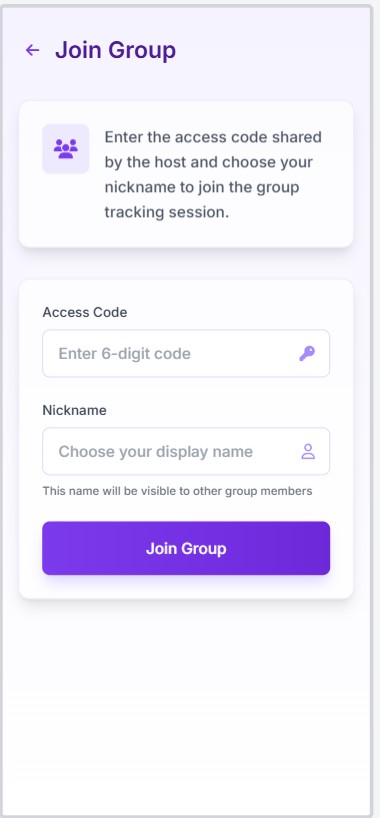 Join Group
Enter the access code shared
by the host and choose your
nickname to join the group
tracking session.
Access Code
Enter 6-digit code
Nickname
Choose your display name
This name will be visible to other group members
Join Group